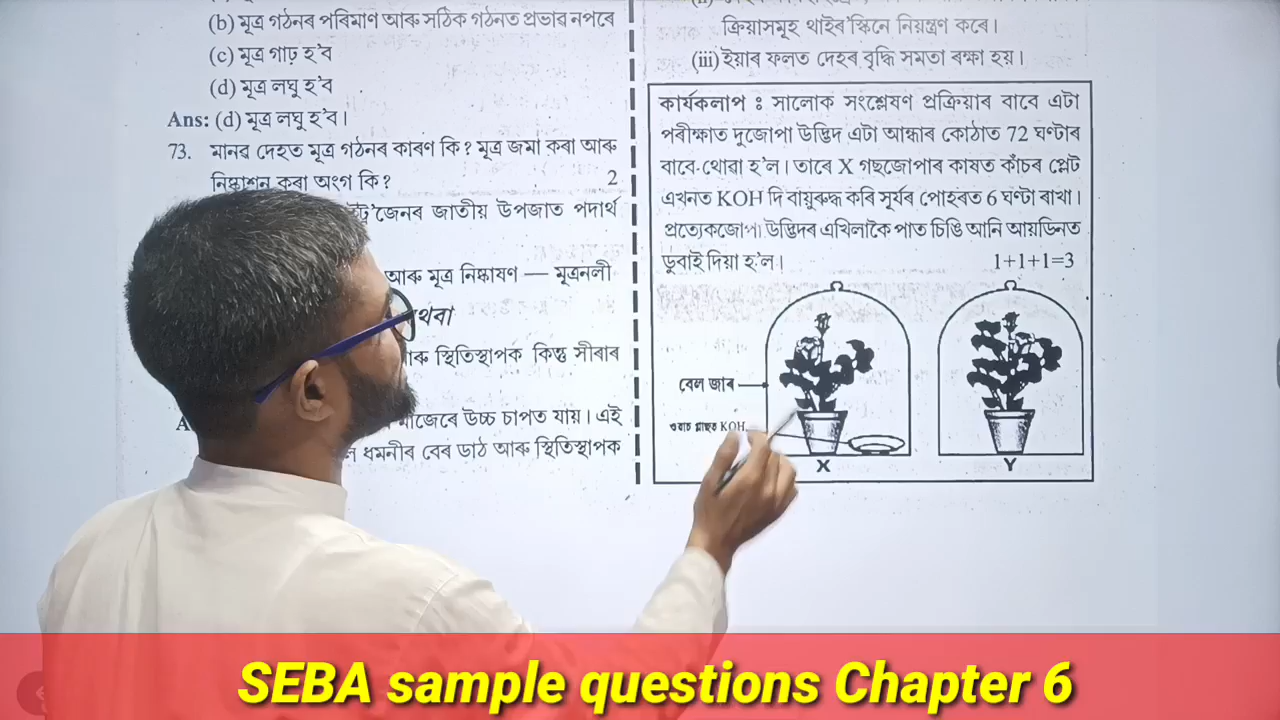 (b) মূত্ৰ গঠনৰ পৰিমাণ আৰু সঠিক গঠনত প্ৰভাৱ নপৰে
(c) মূত্ৰ গাঢ় হ'ব
(d) মূত্ৰ লঘু হ'ব
Ans: (d) মূত্ৰ লঘু হ'ব।
73. মানৱ দেহত মূত্ৰ গঠনৰ কাৰণ কি? মূত্ৰ জমা কৰা আৰু
নিষ্কাশন কৰা অংগ কি? 2
জেনৰ জাতীয় উপজাত পদাৰ্থ
আৰু মূত্ৰ নিষ্কাষণ — মূত্ৰনলী
স্থিতিস্থাপক কিন্তু সীৰাৰ
মাজেৰে উচ্চ চাপত যায়। এই
ধমনীৰ বেৰ ডাঠ আৰু স্থিতিস্থাপক
ক্ৰিয়াসমূহ থাইৰ'ক্সিনে নিয়ন্ত্ৰণ কৰে।
(iii) ইয়াৰ ফলত দেহৰ বৃদ্ধি সমতা ৰক্ষা হয়।
কাৰ্যকলাপ : সালোক সংশ্লেষণ প্ৰক্ৰিয়াৰ বাবে এটা
পৰীক্ষাত দুজোপা উদ্ভিদ এটা আন্ধাৰ কোঠাত 72 ঘণ্টাৰ
বাবে থোৱা হ'ল। তাৰে X গছজোপাৰ কাষত কাঁচৰ প্লেট
এখনত KOH দি বায়ুৰুদ্ধ কৰি সূৰ্যৰ পোহৰত 6 ঘণ্টা ৰাখা।
প্ৰত্যেকজোপা উদ্ভিদৰ এখিলাকৈ পাত চিঙি আনি আয়ডিনত
ডুবাই দিয়া হ'ল। 1+1+1=3
বেল জাৰ
KOH
X Y
SEBA sample questions Chapter 6